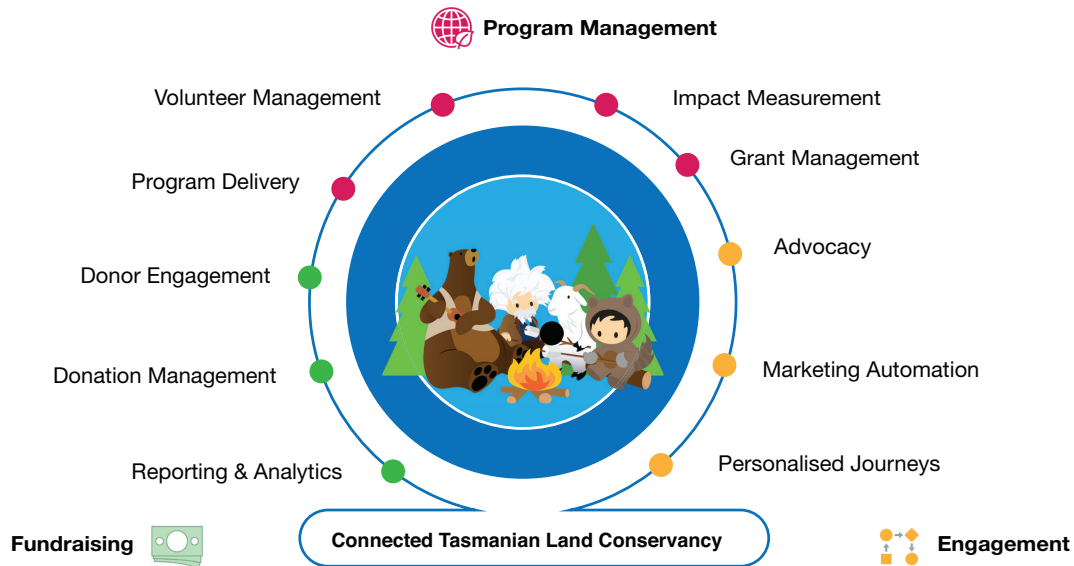 Program Management
Volunteer Management
Impact Measurement
Program Delivery
Grant Management
Donor Engagement
Advocacy
Donation Management
Marketing Automation
Reporting & Analytics
Personalised Journeys
Fundraising
Connected Tasmanian Land Conservancy
Engagement